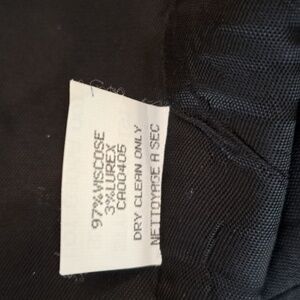 97%VISCOSE
3%LUREX
CA00405
DRY CLEAN ONLY
NETTOYAGE A SEC